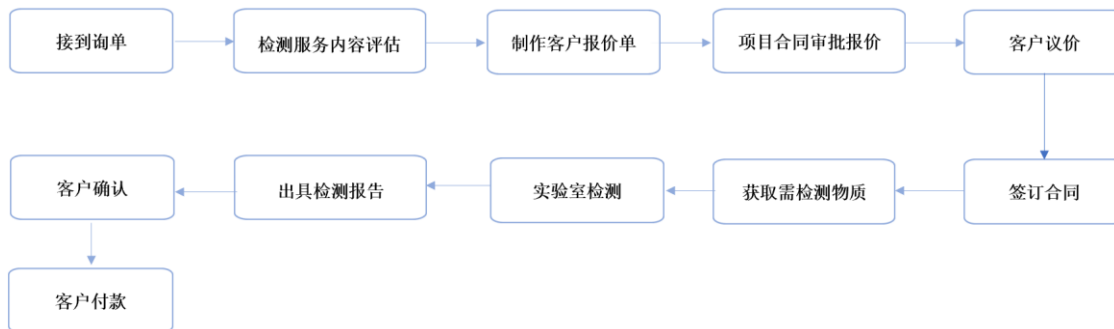 接到询单
检测服务内容评估
制作客户报价单
项目合同审批报价
客户议价
签订合同
获取需检测物质
实验室检测
出具检测报告
客户确认
客户付款